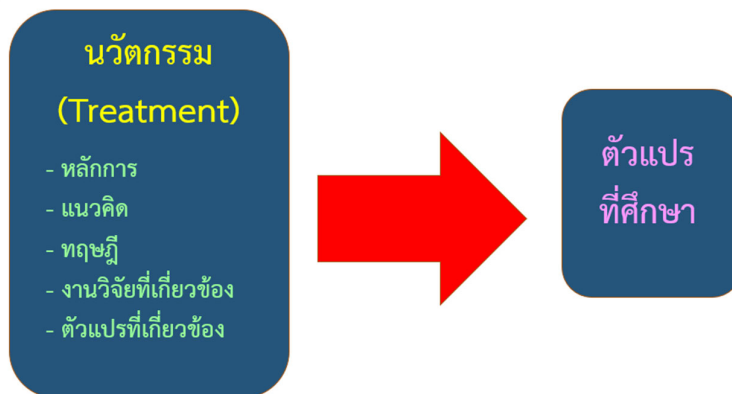 นวัตกรรม
(Treatment)
- หลักการ
- แนวคิด
- ทฤษฎี
- งานวิจัยที่เกี่ยวข้อง
- ตัวแปรที่เกี่ยวข้อง
ตัวแปร
ที่ศึกษา